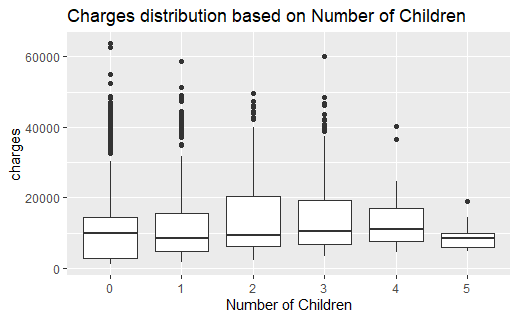 Charges distribution based on Number of Children
charges
60000
40000
20000
0
0 1 2 3 4 5
Number of Children